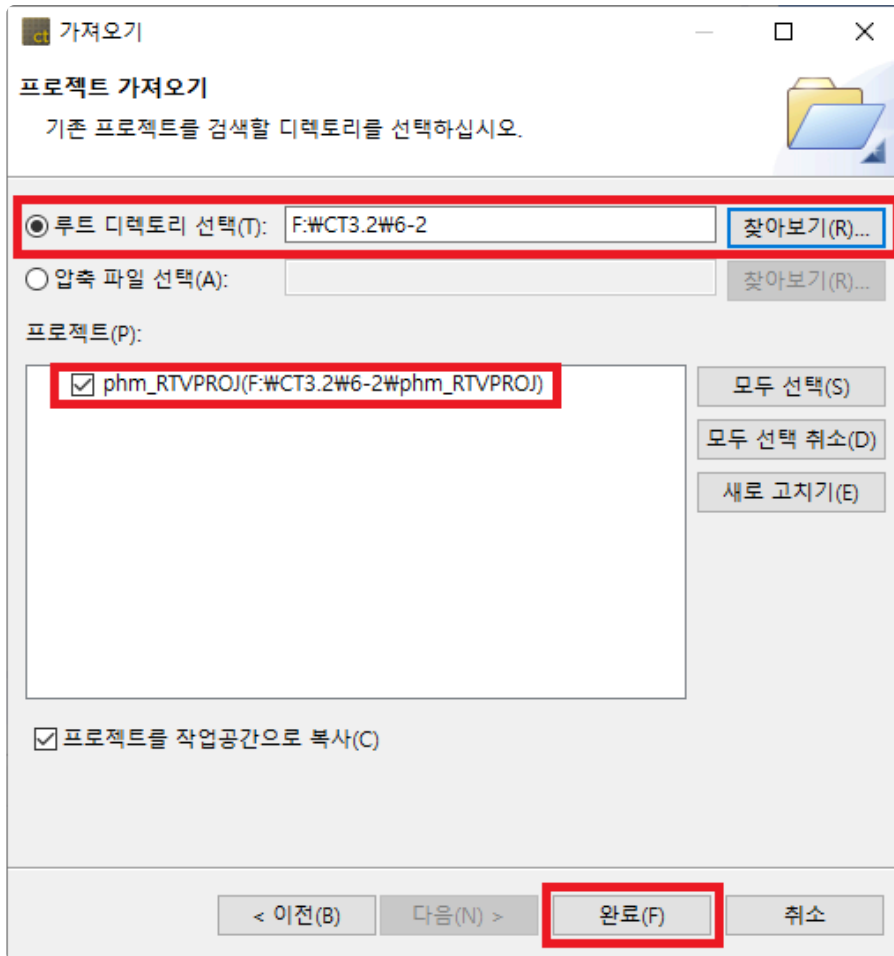 ct 가져오기
프로젝트 가져오기
기존 프로젝트를 검색할 디렉토리를 선택하십시오.
루트 디렉토리 선택(T): F:₩CT3.2₩6-2 찾아보기(R)...
압축 파일 선택(A): 찾아보기(R)...
프로젝트(P):
phm_RTVPROJ(F:₩CT3.2₩6-2₩phm_RTVPROJ)
모두 선택(S)
모두 선택 취소(D)
새로 고치기(E)
프로젝트를 작업공간으로 복사(C)
< 이전(B) 다음(N) > 완료(F) 취소